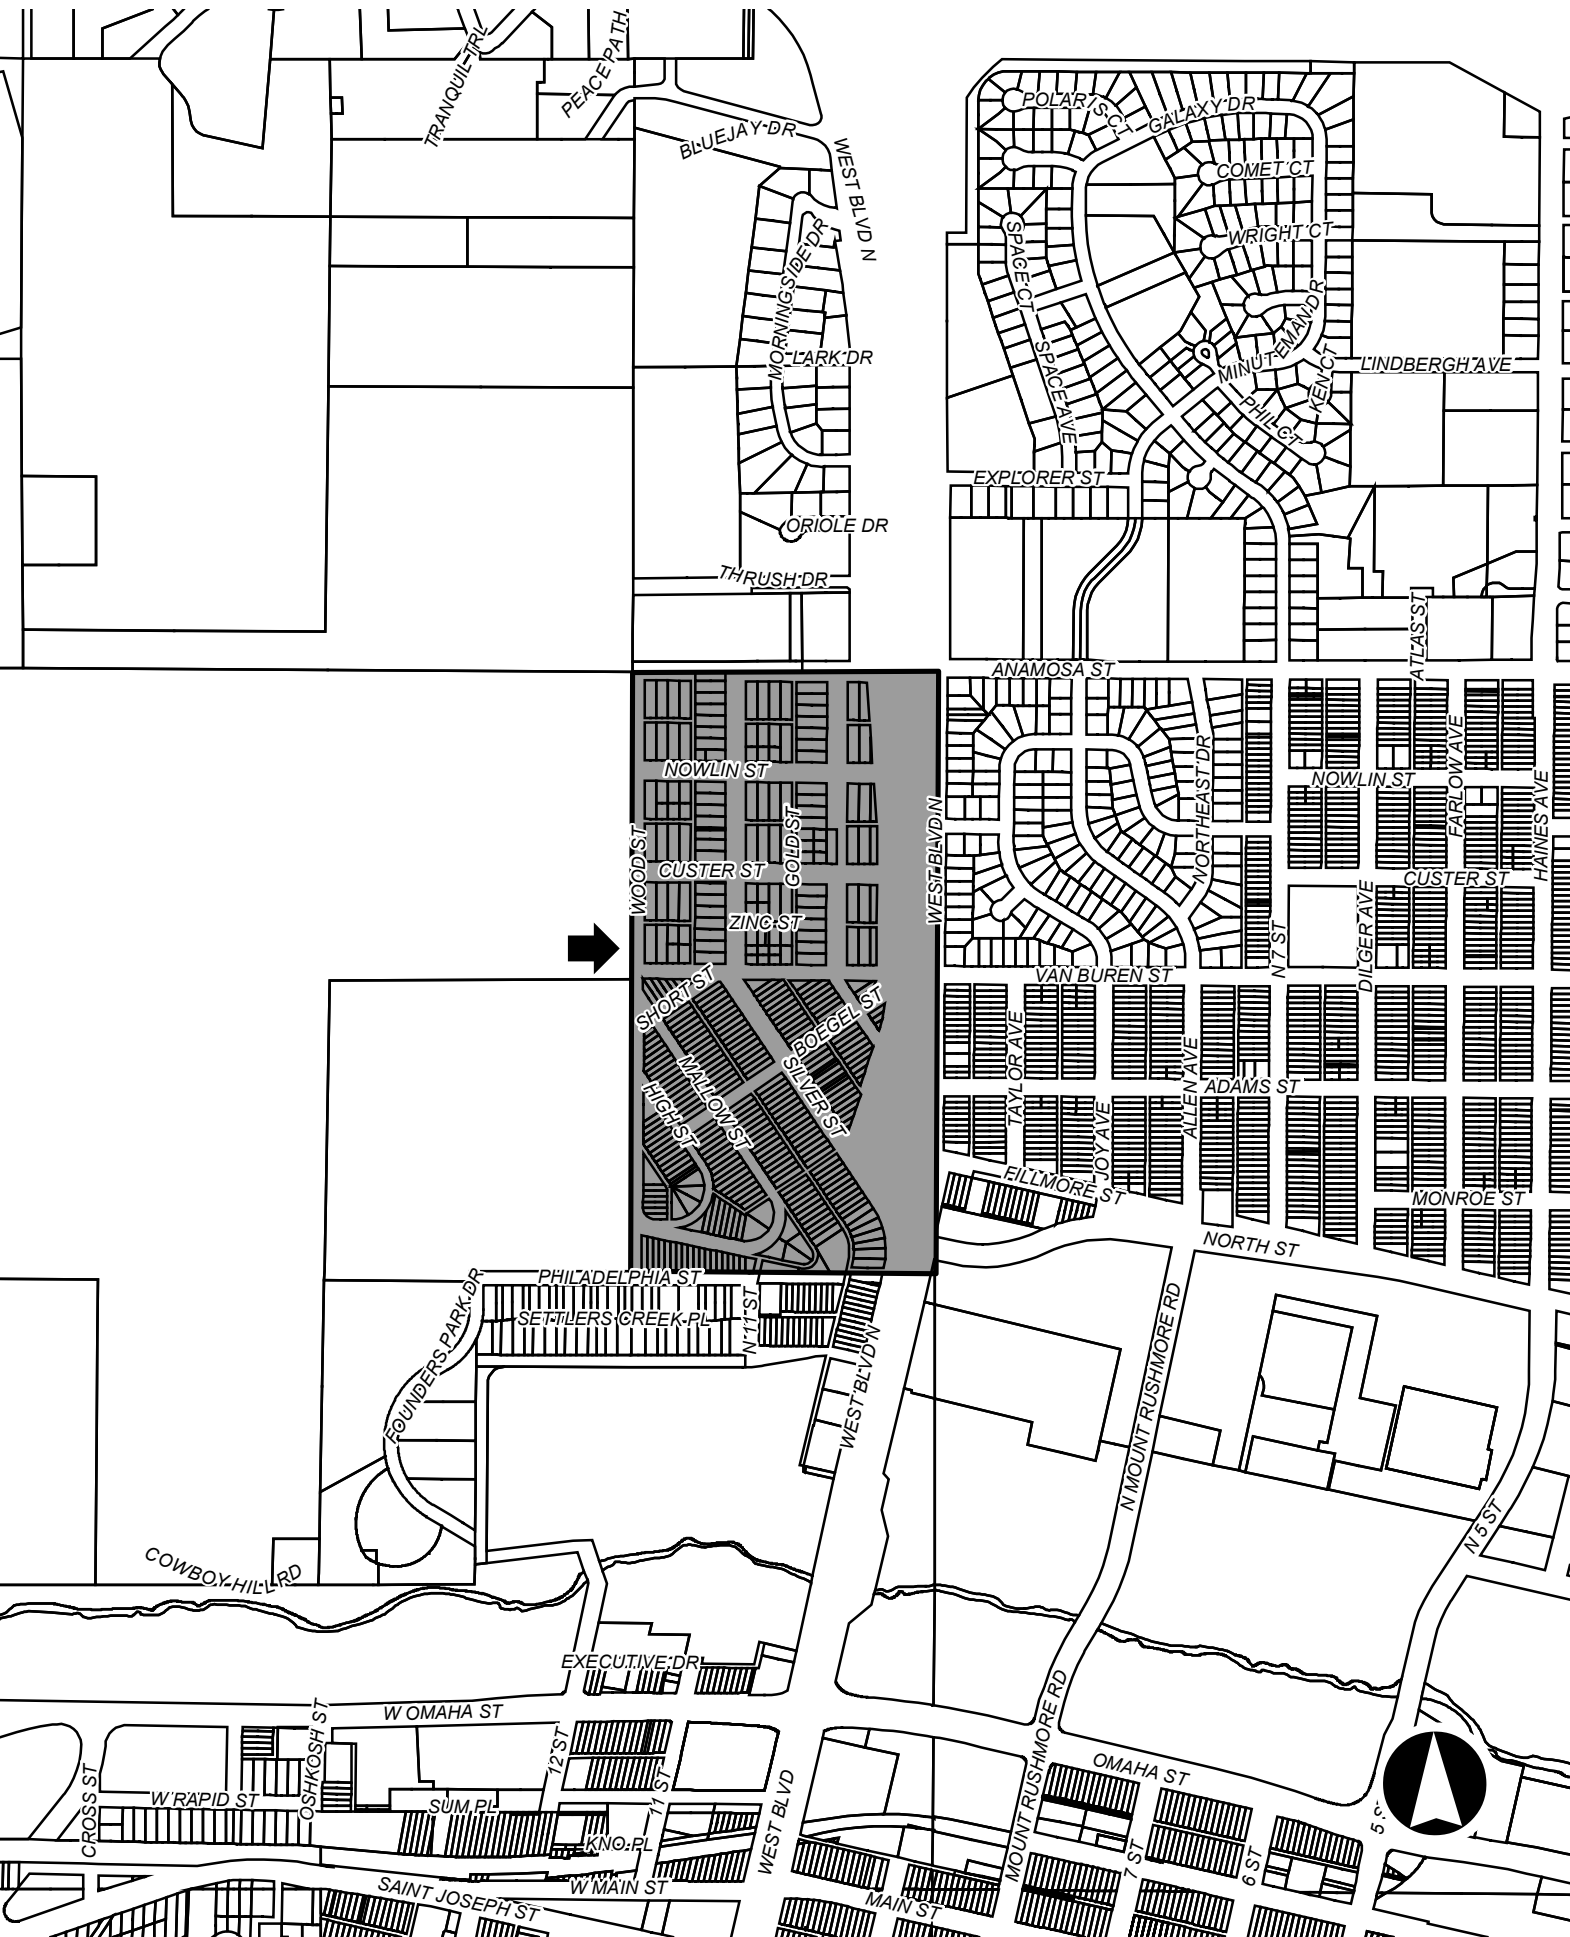 TRANQUIL TRL
PEACE PATH
BLUEJAY DR
WEST BLVD N
POLARIS CT
GALAXY DR
COMET CT
WRIGHT CT
SPACE CT
MORNINGSIDE DR
LARK DR
SPACE AVE
MINUTEMAN DR
KEN CT
LINDBERGH AVE
PHIL CT
EXPLORER ST
ORIOLE DR
THRUSH DR
ATLAS ST
ANAMOSA ST
NOWLIN ST
NORTHEAST DR
NOWLIN ST
FARLOW AVE
HAINES AVE
WOOD ST
GOLD ST
WEST BLVD N
CUSTER ST
CUSTER ST
ZINC ST
DILGER AVE
N 7 ST
VAN BUREN ST
SHORT ST
BOEGEL ST
TAYLOR AVE
ALLEN AVE
MALLOW ST
SILVER ST
HIGH ST
ADAMS ST
JOY AVE
FILLMORE ST
MONROE ST
NORTH ST
PHILADELPHIA ST
SETTLERS CREEK PL
N 11 ST
FOUNDERS PARK DR
WEST BLVD N
N MOUNT RUSHMORE RD
N 5 ST
COWBOY HILL RD
EXECUTIVE DR
W OMAHA ST
OSHKOSH ST
12 ST
MOUNT RUSHMORE RD
OMAHA ST
CROSS ST
W RAPID ST
SUM PL
11 ST
WEST BLVD
KNO PL
5 S
7 ST
6 ST
W MAIN ST
SAINT JOSEPH ST
MAIN ST